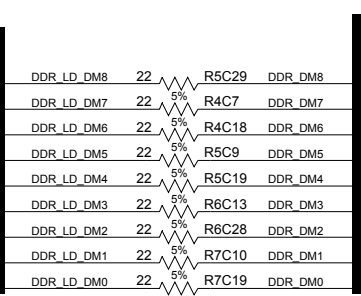 DDR_LD_DM8 22 R5C29 DDR_DM8
5%
DDR_LD_DM7 22 R4C7 DDR_DM7
5%
DDR_LD_DM6 22 R4C18 DDR_DM6
5%
DDR_LD_DM5 22 R5C9 DDR_DM5
5%
DDR_LD_DM4 22 R5C19 DDR_DM4
5%
DDR_LD_DM3 22 R6C13 DDR_DM3
5%
DDR_LD_DM2 22 R6C28 DDR_DM2
5%
DDR_LD_DM1 22 R7C10 DDR_DM1
5%
DDR_LD_DM0 22 R7C19 DDR_DM0